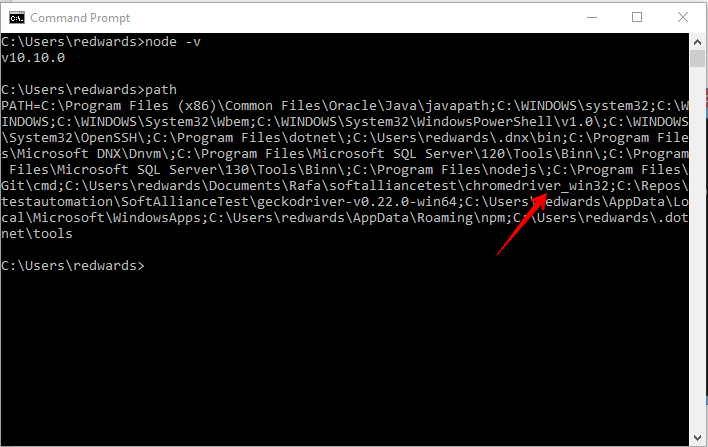 Command Prompt
C:\Users\redwards>node -v
v10.10.0
C:\Users\redwards>path
PATH=C:\Program Files (x86)\Common Files\Oracle\Java\javapath;C:\WINDOWS\system32;C:\W
INDOWS;C:\WINDOWS\System32\Wbem;C:\WINDOWS\System32\WindowsPowerShell\v1.0\;C:\WINDOWS
\System32\OpenSSH\;C:\Program Files\dotnet\;C:\Users\redwards\.dnx\bin;C:\Program File
s\Microsoft DNX\Dnvm\;C:\Program Files\Microsoft SQL Server\120\Tools\Binn\;C:\Program
Files\Microsoft SQL Server\130\Tools\Binn\;C:\Program Files\nodejs\;C:\Program Files\
Git\cmd;C:\Users\redwards\Documents\Rafa\softalliancetest\chromedriver_win32;C:\Repos\
testautomation\SoftAllianceTest\geckodriver-v0.22.0-win64;C:\Users\redwards\AppData\Lo
cal\Microsoft\WindowsApps;C:\Users\redwards\AppData\Roaming\npm;C:\Users\redwards\.dot
net\tools
C:\Users\redwards>